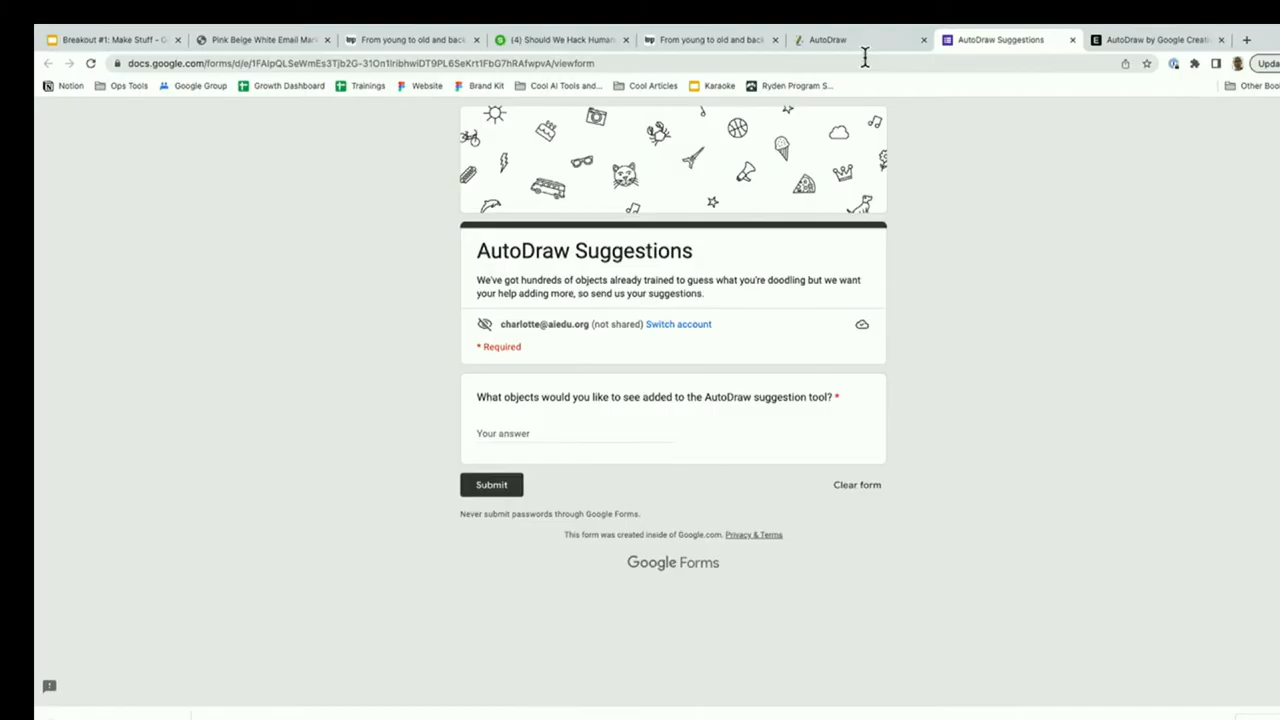 Breakout #1: Make Stuff -
Pink Beige White Email Mark
From young to old and back
(4) Should We Hack Human
From young to old and back
AutoDraw
AutoDraw Suggestions
AutoDraw by Google Creati
docs.google.com/forms/d/e/1FAIpQLSeWmEs3Tjb2G-31On1lribhwiDT9PL6SeKrt1FbG7hRAfwpvA/viewform
Upda
Notion
Ops Tools
Google Group
Growth Dashboard
Trainings
Website
Brand Kit
Cool AI Tools and...
Cool Articles
Karaoke
Ryden Program S...
Other Boo
AutoDraw Suggestions
We've got hundreds of objects already trained to guess what you're doodling but we want
your help adding more, so send us your suggestions.
charlotte@aiedu.org (not shared) Switch account
* Required
What objects would you like to see added to the AutoDraw suggestion tool? *
Your answer
Submit
Clear form
Never submit passwords through Google Forms.
This form was created inside of Google.com. Privacy & Terms
Google Forms